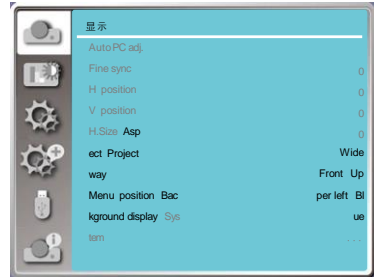 显示
Auto PC adj.
Fine sync 0
H position 0
V position 0
H.Size Asp 0
ect Project Wide
way Front Up
Menu position Bac per left Bl
kground display Sys ue
tem ...